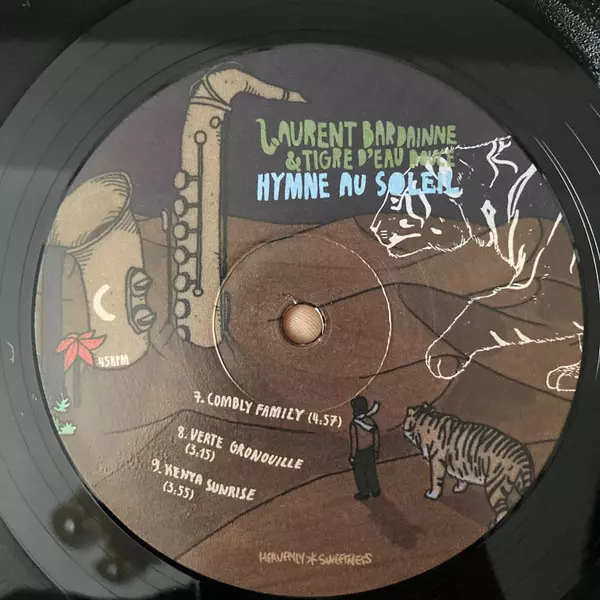 LAURENT BARDAINNE
& TIGRE D'EAU DOUCE
HYMNE AU SOLEIL
45RPM
7. COMBLY FAMILY (4:57)
8. VERTE GRONOUILLE
(3:15)
9. KENYA SUNRISE
(3:55)
HEAVENLY*SWEETNESS